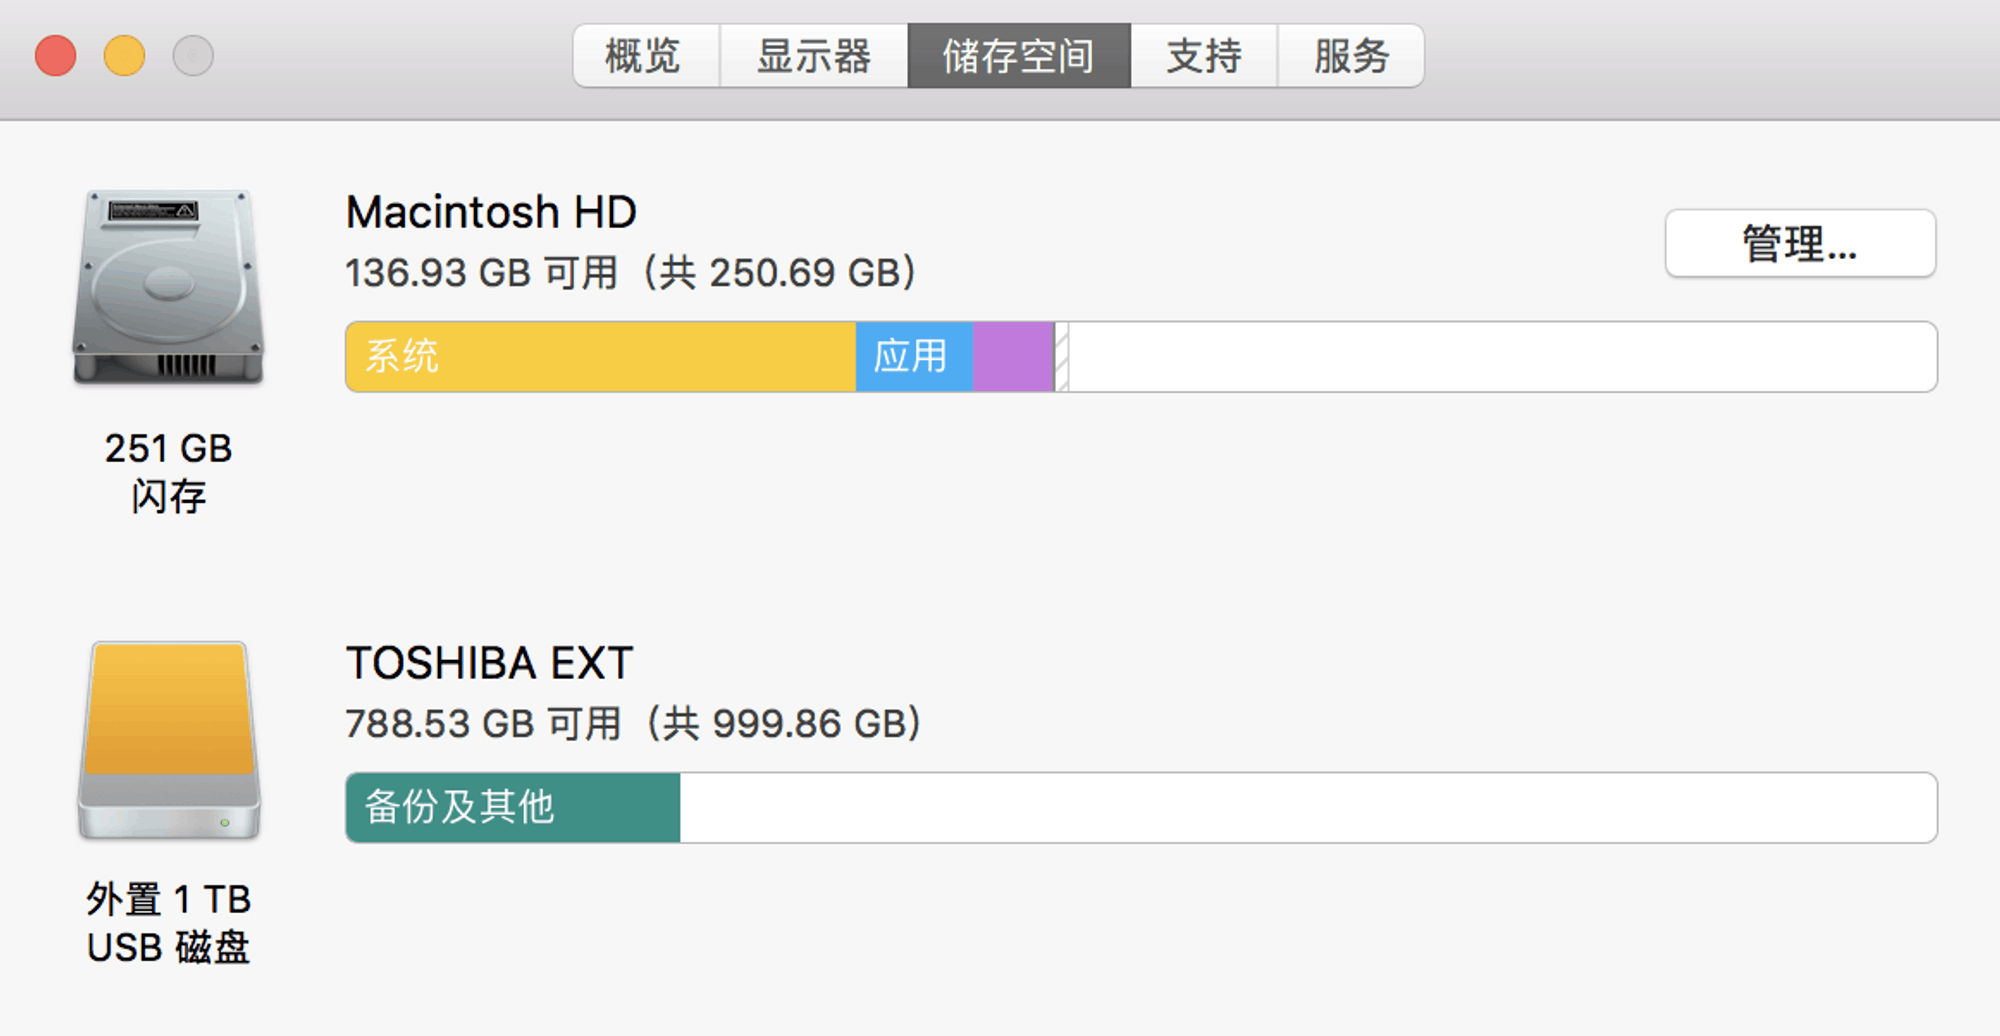 概览 显示器 储存空间 支持 服务
Macintosh HD
136.93 GB 可用（共 250.69 GB）
管理...
系统 应用
251 GB
闪存
TOSHIBA EXT
788.53 GB 可用（共 999.86 GB）
备份及其他
外置 1 TB
USB 磁盘